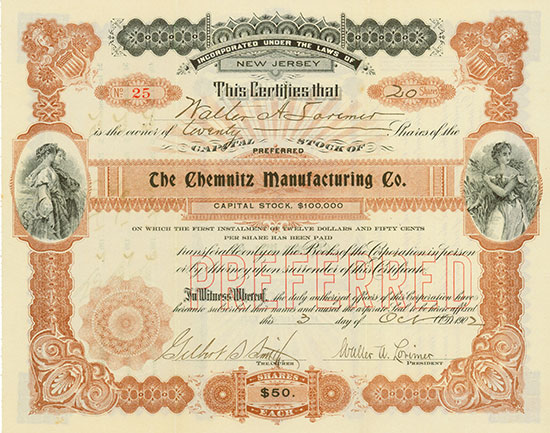 INCORPORATED UNDER THE LAWS OF
NEW JERSEY
No. 25
This Certifies that
20 Shares
Walter A. Lorimer
is the owner of Twenty Shares of the
CAPITAL STOCK OF
PREFERRED
The Chemnitz Manufacturing Co.
CAPITAL STOCK, $100,000
ON WHICH THE FIRST INSTALMENT OF TWELVE DOLLARS AND FIFTY CENTS
PER SHARE HAS BEEN PAID
transferable only on the Books of the Corporation in person
or by Attorney upon surrender of this Certificate.
PREFERRED
In Witness Whereof, the duly authorized officers of this Corporation have
hereunto subscribed their names and caused the corporate Seal to be hereto affixed
this 3 day of Oct 190
TREASURER
Walter A. Lorimer
PRESIDENT
SHARES
$50.
EACH